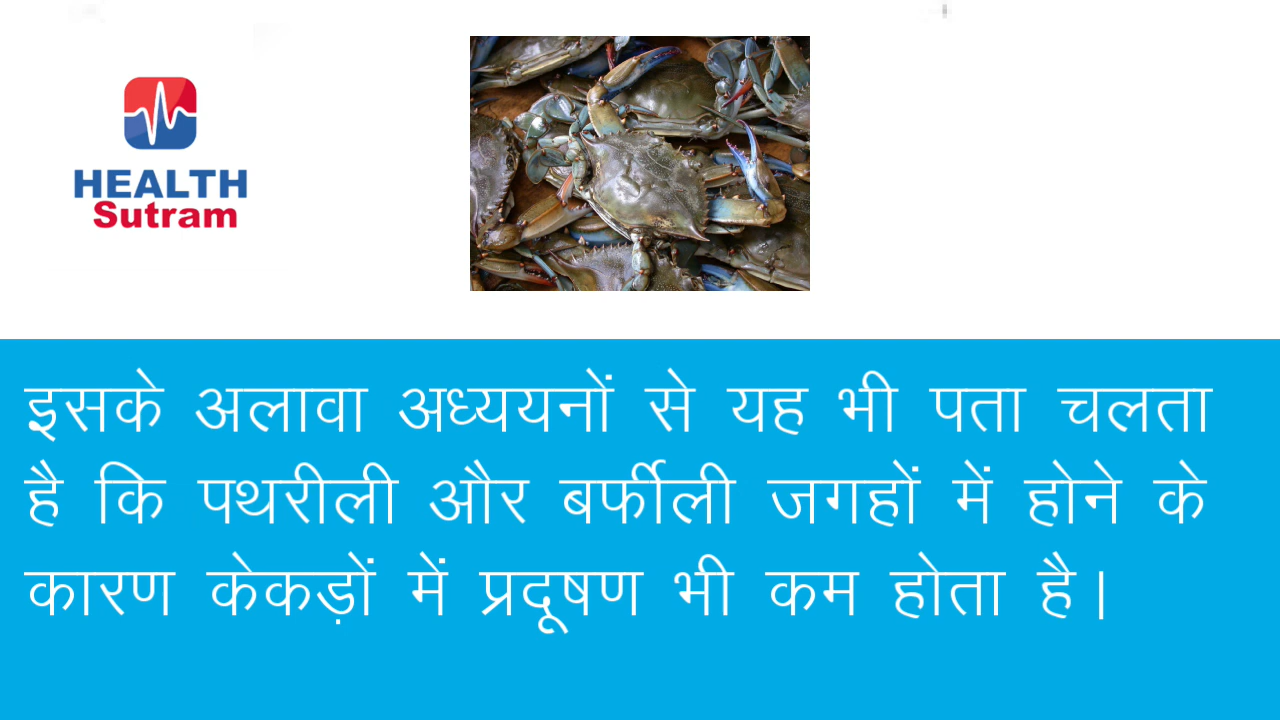 HEALTH
Sutram
इसके अलावा अध्ययनों से यह भी पता चलता
है कि पथरीली और बर्फीली जगहों में होने के
कारण केकड़ों में प्रदूषण भी कम होता है।